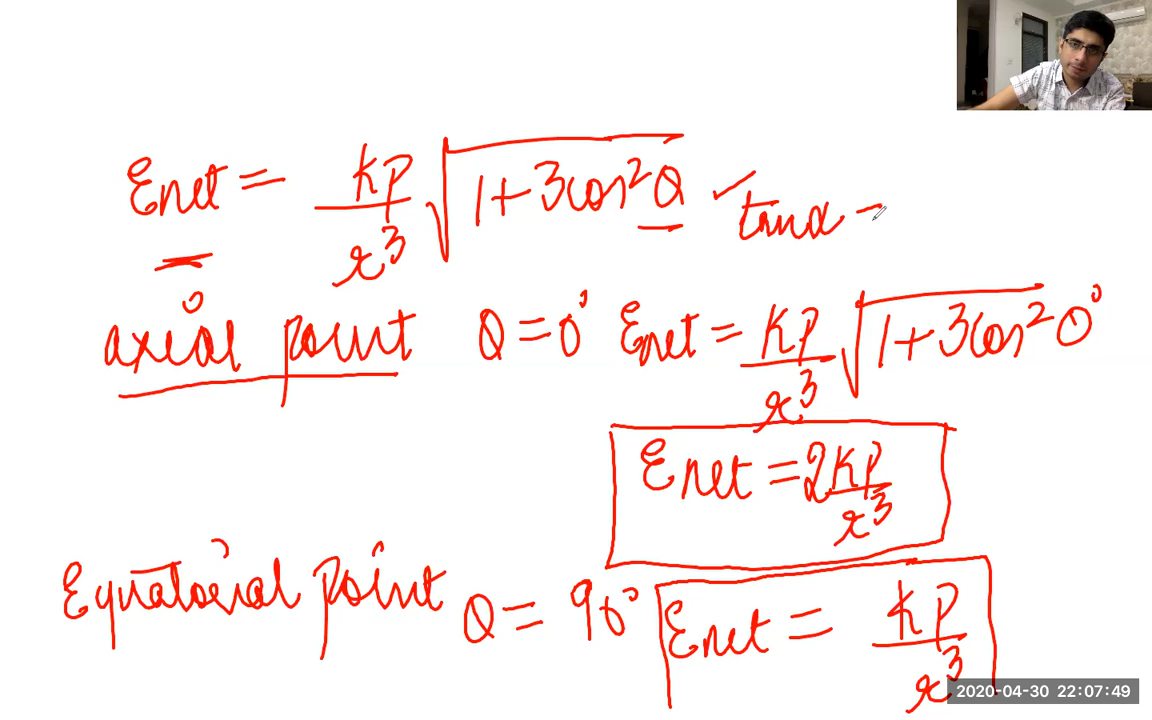 Enet = KP/r³ √(1+3cos²θ) ✓ tanα =
axial point θ = 0° Enet = KP/r³ √(1+3cos²0°)
Enet = 2KP/r³
Equatorial point θ = 90° Enet = KP/r³
2020-04-30 22:07:49